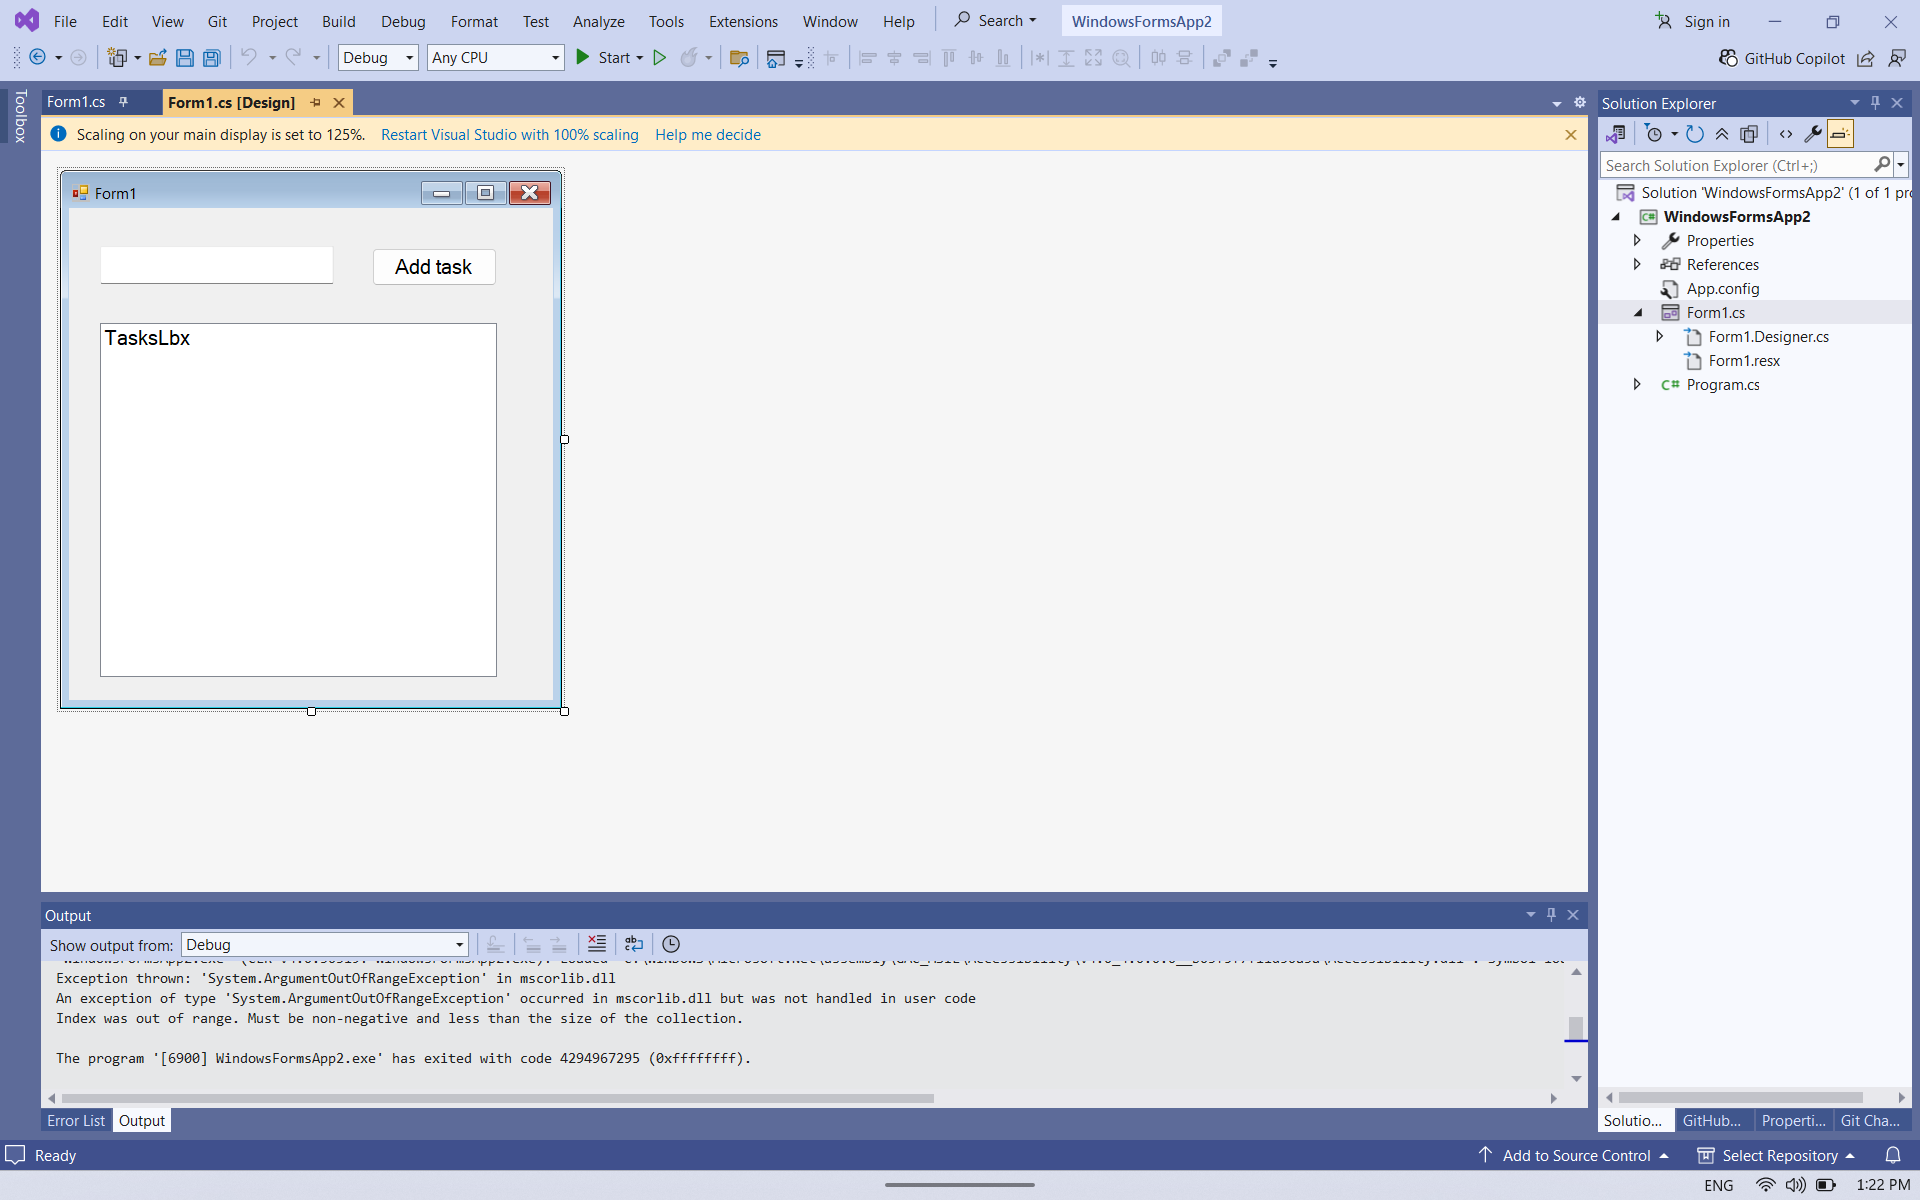 File Edit View Git Project Build Debug Format Test Analyze Tools Extensions Window Help Search WindowsFormsApp2 Sign in
Debug Any CPU Start GitHub Copilot
Toolbox
Form1.cs Form1.cs [Design]
Scaling on your main display is set to 125%. Restart Visual Studio with 100% scaling Help me decide
Form1
Add task
TasksLbx
Solution Explorer
Search Solution Explorer (Ctrl+;)
Solution 'WindowsFormsApp2' (1 of 1 pro
WindowsFormsApp2
Properties
References
App.config
Form1.cs
Form1.Designer.cs
Form1.resx
C# Program.cs
Output
Show output from: Debug
Exception thrown: 'System.ArgumentOutOfRangeException' in mscorlib.dll
An exception of type 'System.ArgumentOutOfRangeException' occurred in mscorlib.dll but was not handled in user code
Index was out of range. Must be non-negative and less than the size of the collection.
The program '[6900] WindowsFormsApp2.exe' has exited with code 4294967295 (0xffffffff).
Error List Output
Solutio... GitHub... Properti... Git Cha...
Ready Add to Source Control Select Repository
ENG 1:22 PM